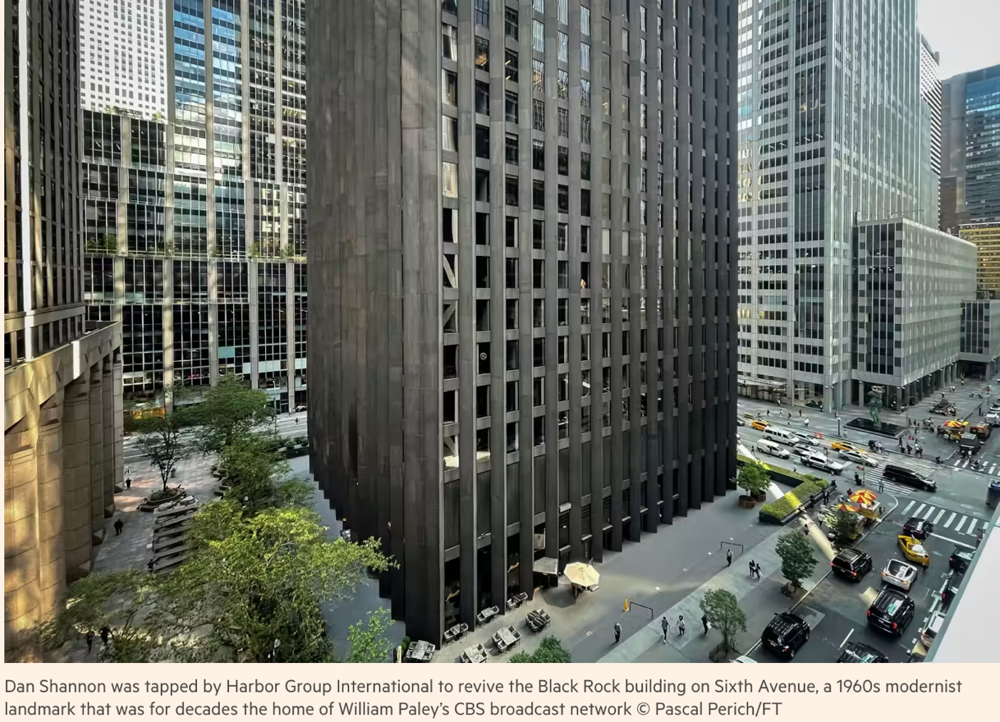 Dan Shannon was tapped by Harbor Group International to revive the Black Rock building on Sixth Avenue, a 1960s modernist
landmark that was for decades the home of William Paley’s CBS broadcast network © Pascal Perich/FT